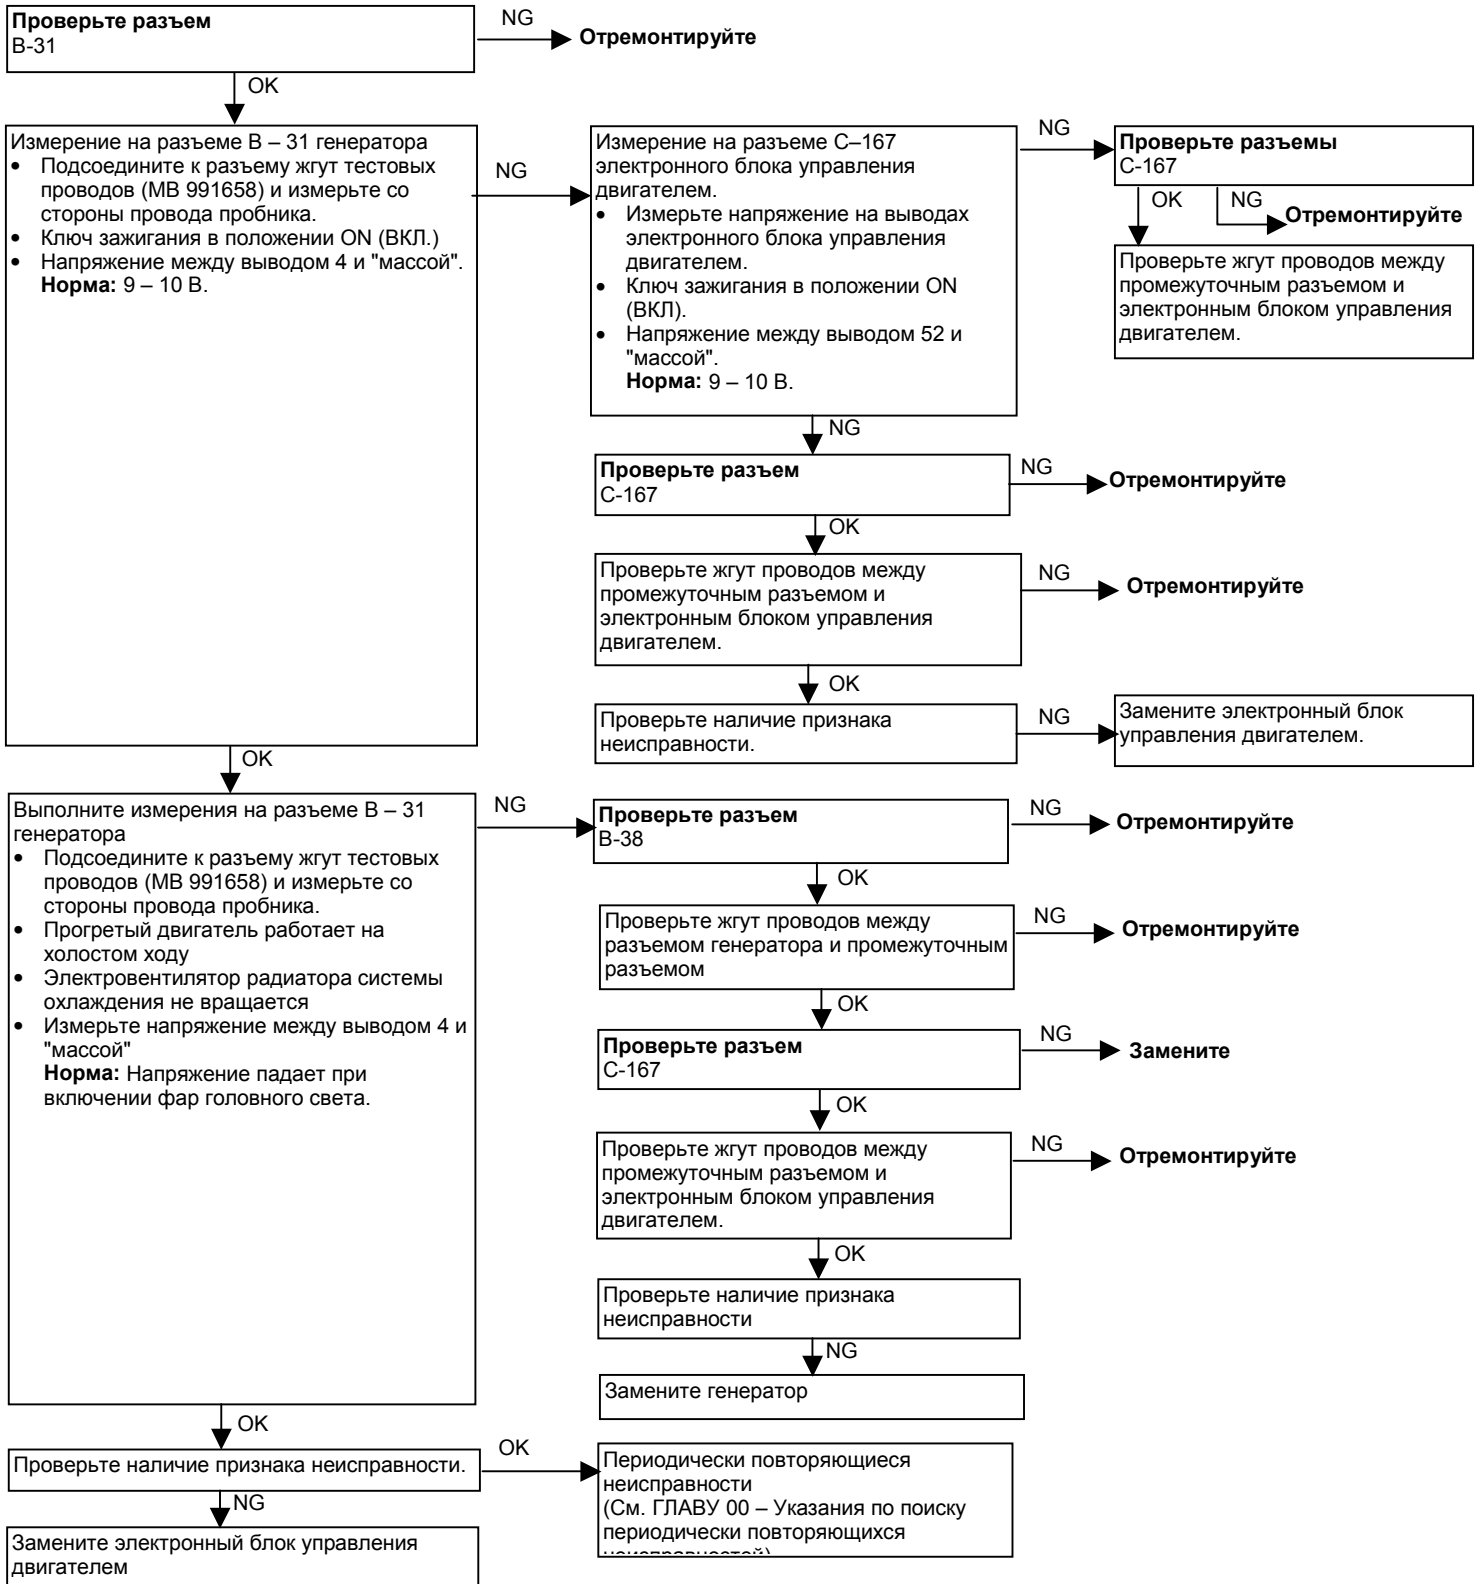 Проверьте разъем
В-31
NG
Отремонтируйте
OK
Измерение на разъеме В – 31 генератора
• Подсоедините к разъему жгут тестовых
проводов (МВ 991658) и измерьте со
стороны провода пробника.
• Ключ зажигания в положении ON (ВКЛ.)
• Напряжение между выводом 4 и "массой".
Норма: 9 – 10 В.
NG
Измерение на разъеме С–167
электронного блока управления
двигателем.
• Измерьте напряжение на выводах
электронного блока управления
двигателем.
• Ключ зажигания в положении ON
(ВКЛ).
• Напряжение между выводом 52 и
"массой".
Норма: 9 – 10 В.
NG
Проверьте разъемы
С-167
OK
NG
Отремонтируйте
Проверьте жгут проводов между
промежуточным разъемом и
электронным блоком управления
двигателем.
NG
Проверьте разъем
С-167
NG
Отремонтируйте
OK
Проверьте жгут проводов между
промежуточным разъемом и
электронным блоком управления
двигателем.
NG
Отремонтируйте
OK
Проверьте наличие признака
неисправности.
NG
Замените электронный блок
управления двигателем.
OK
Выполните измерения на разъеме В – 31
генератора
• Подсоедините к разъему жгут тестовых
проводов (МВ 991658) и измерьте со
стороны провода пробника.
• Прогретый двигатель работает на
холостом ходу
• Электровентилятор радиатора системы
охлаждения не вращается
• Измерьте напряжение между выводом 4 и
"массой"
Норма: Напряжение падает при
включении фар головного света.
NG
Проверьте разъем
В-38
NG
Отремонтируйте
OK
Проверьте жгут проводов между
разъемом генератора и промежуточным
разъемом
NG
Отремонтируйте
OK
Проверьте разъем
С-167
NG
Замените
OK
Проверьте жгут проводов между
промежуточным разъемом и
электронным блоком управления
двигателем.
NG
Отремонтируйте
OK
Проверьте наличие признака
неисправности
NG
Замените генератор
OK
Проверьте наличие признака неисправности.
OK
Периодически повторяющиеся
неисправности
(См. ГЛАВУ 00 – Указания по поиску
периодически повторяющихся
неисправностей)
NG
Замените электронный блок управления
двигателем